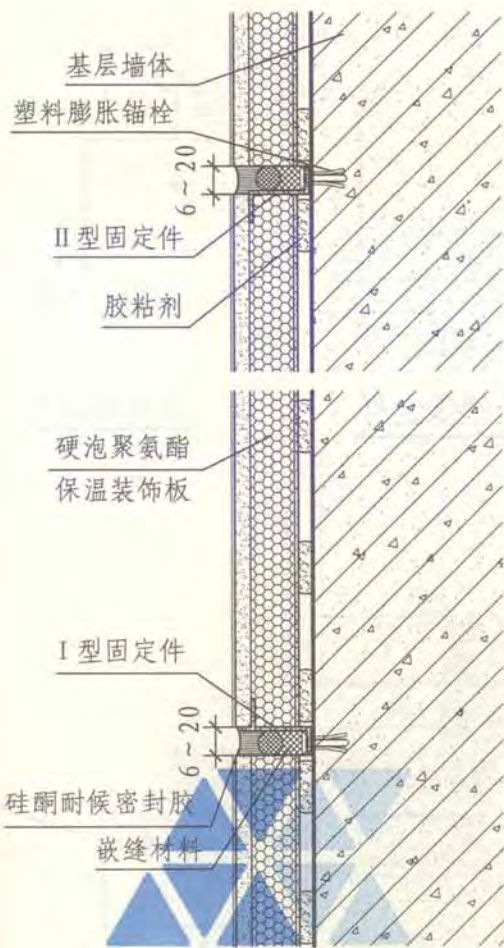 基层墙体
塑料膨胀锚栓
6～20
II型固定件
胶粘剂
硬泡聚氨酯
保温装饰板
I型固定件
6～20
硅酮耐候密封胶
嵌缝材料